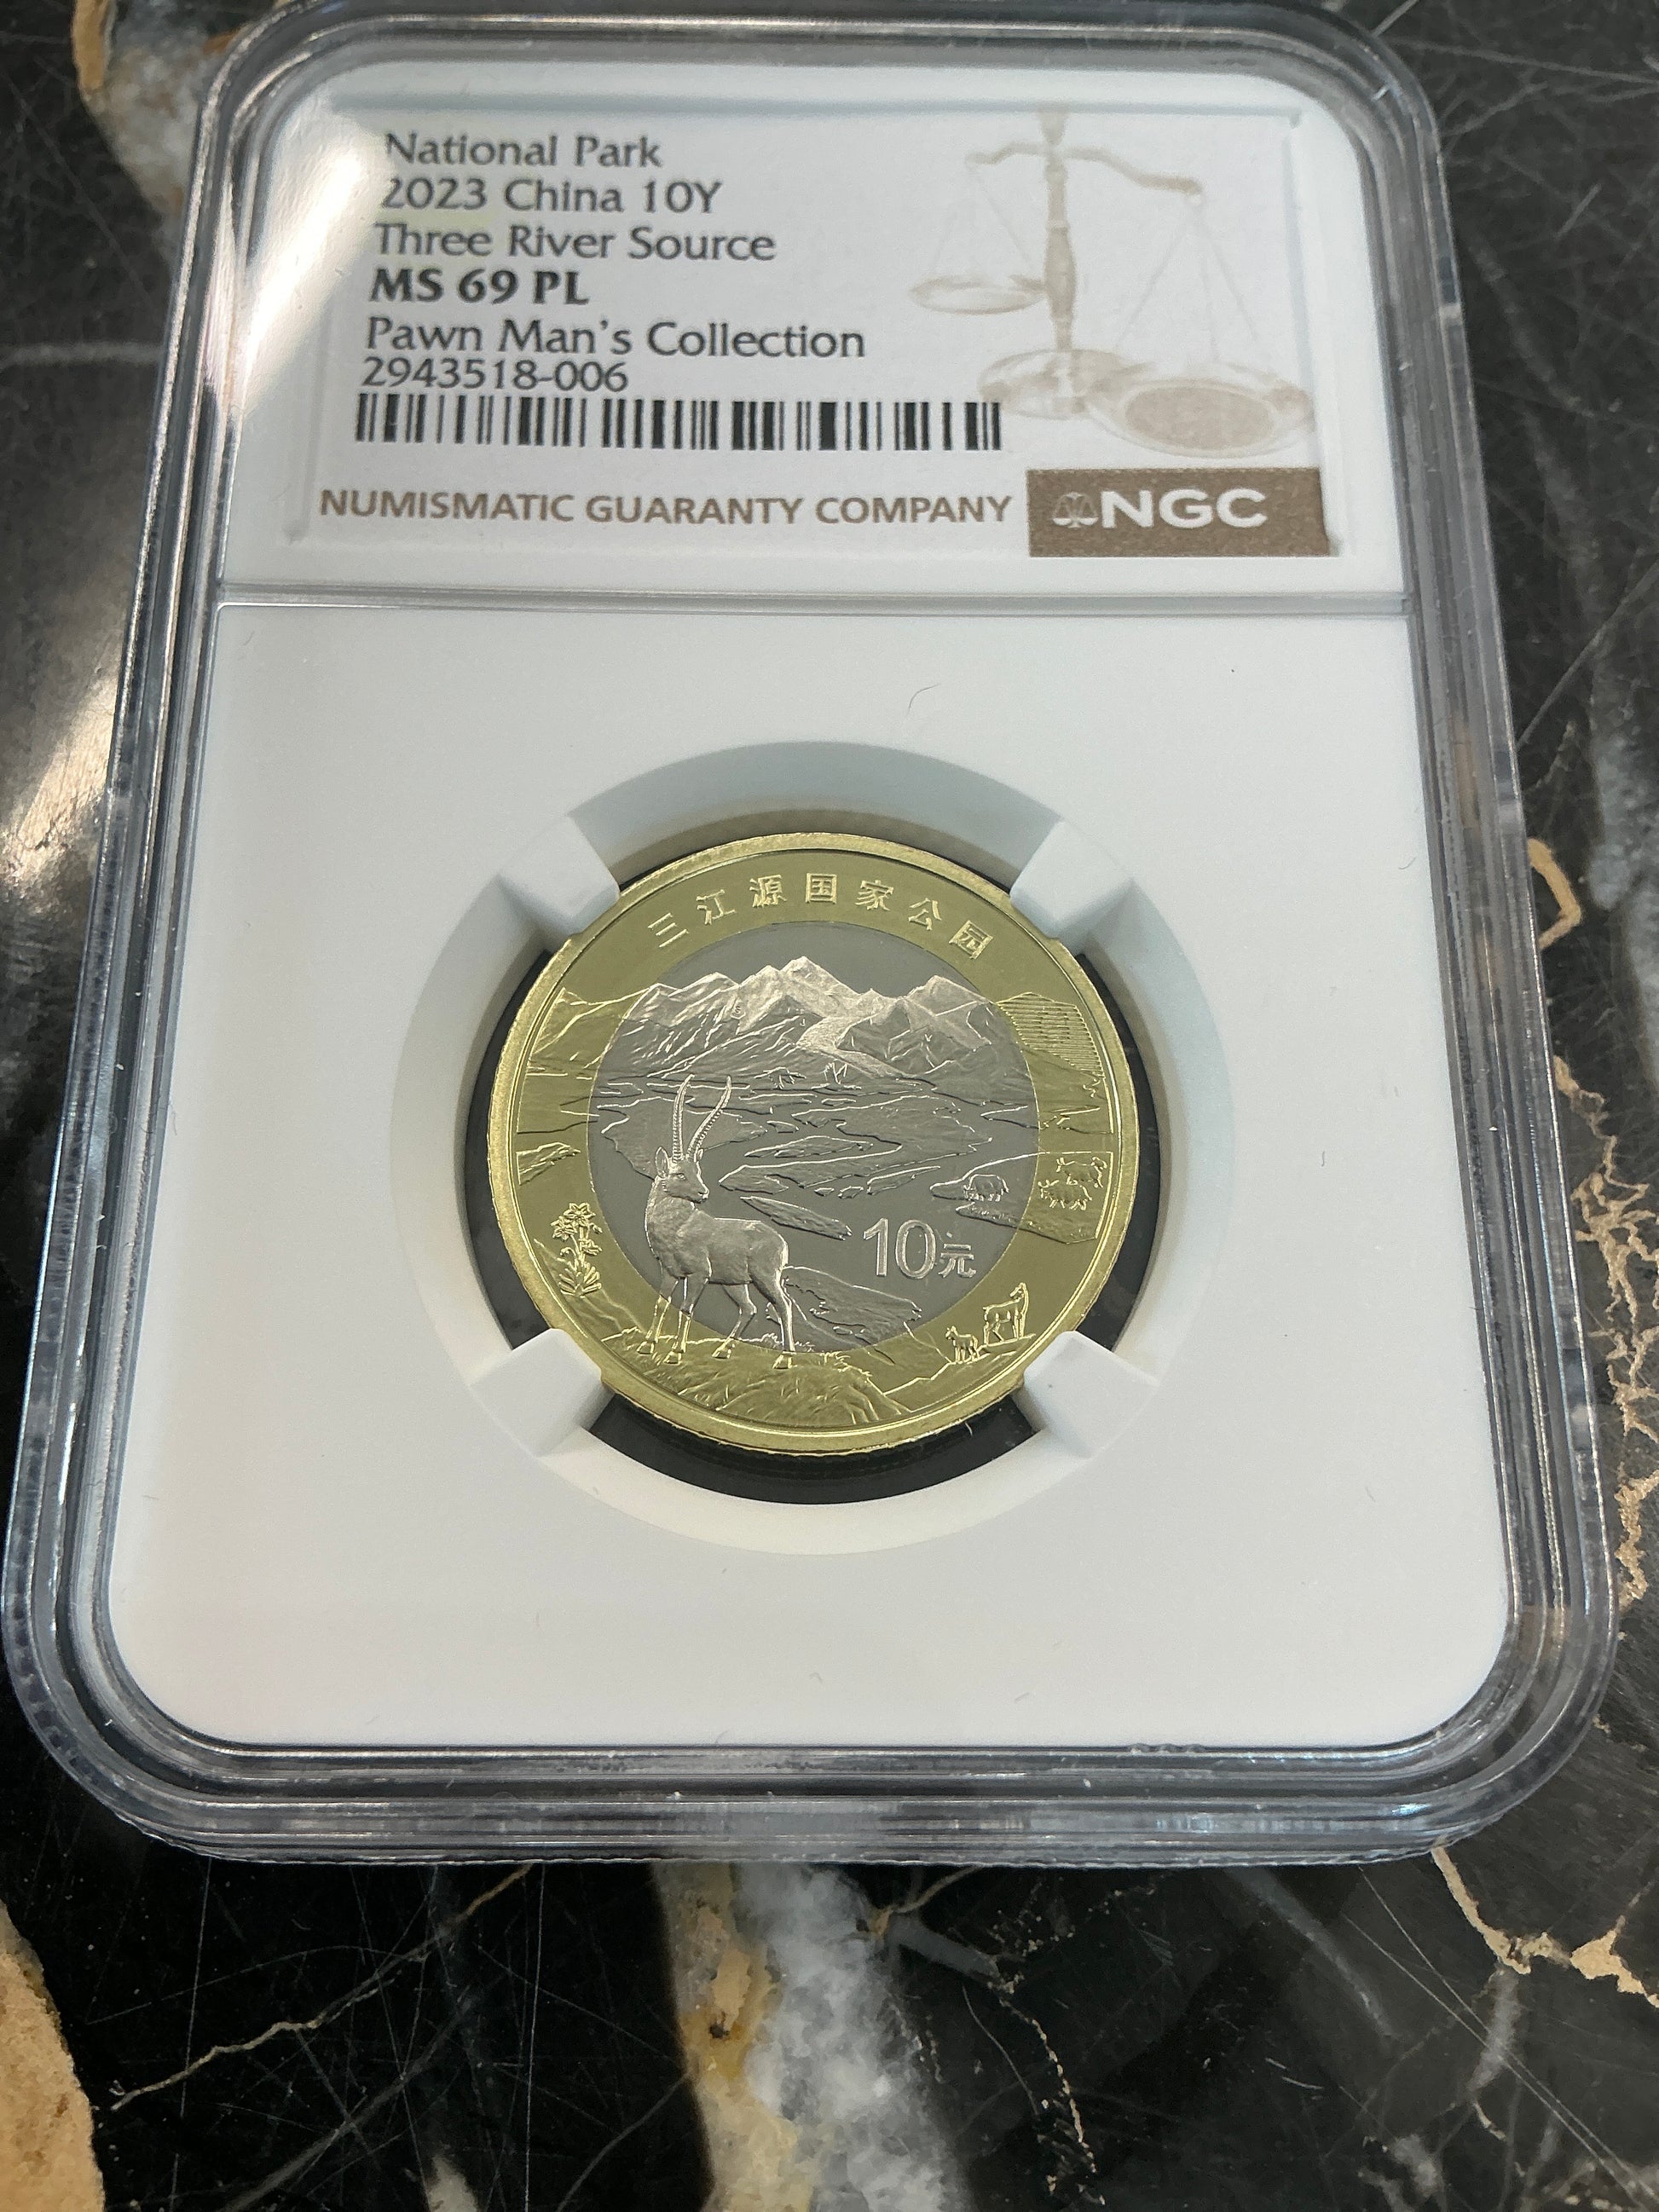 National Park
2023 China 10Y
Three River Source
MS 69 PL
Pawn Man's Collection
2943518-006
NUMISMATIC GUARANTY COMPANY NGC
三江源国家公园
10元